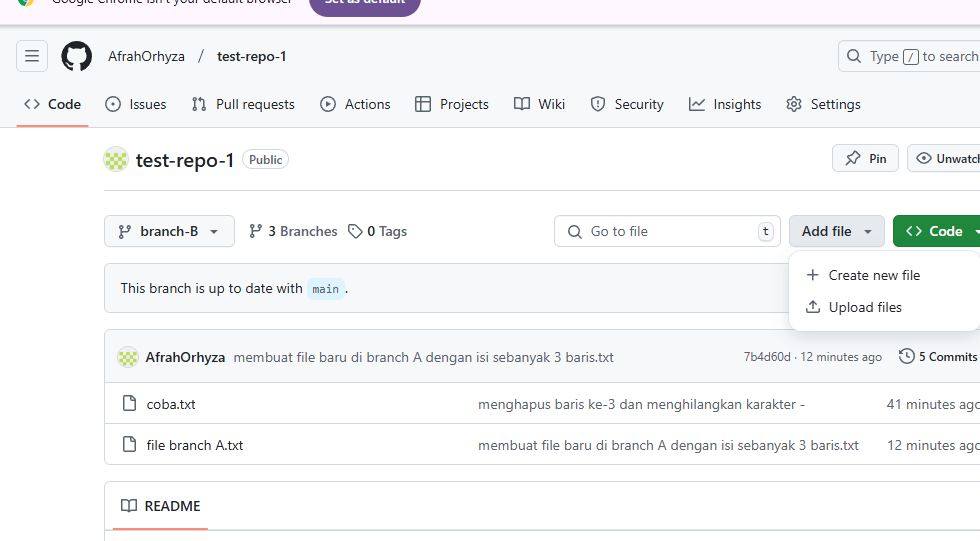 Google Chrome isn't your default browser Set as default
AfrahOrhyza / test-repo-1 Type / to search
Code Issues Pull requests Actions Projects Wiki Security Insights Settings
test-repo-1 Public Pin Unwatch
branch-B 3 Branches 0 Tags Go to file t Add file Code
Create new file
This branch is up to date with main.
Upload files
AfrahOrhyza membuat file baru di branch A dengan isi sebanyak 3 baris.txt 7b4d60d · 12 minutes ago 5 Commits
coba.txt menghapus baris ke-3 dan menghilangkan karakter - 41 minutes ago
file branch A.txt membuat file baru di branch A dengan isi sebanyak 3 baris.txt 12 minutes ago
README